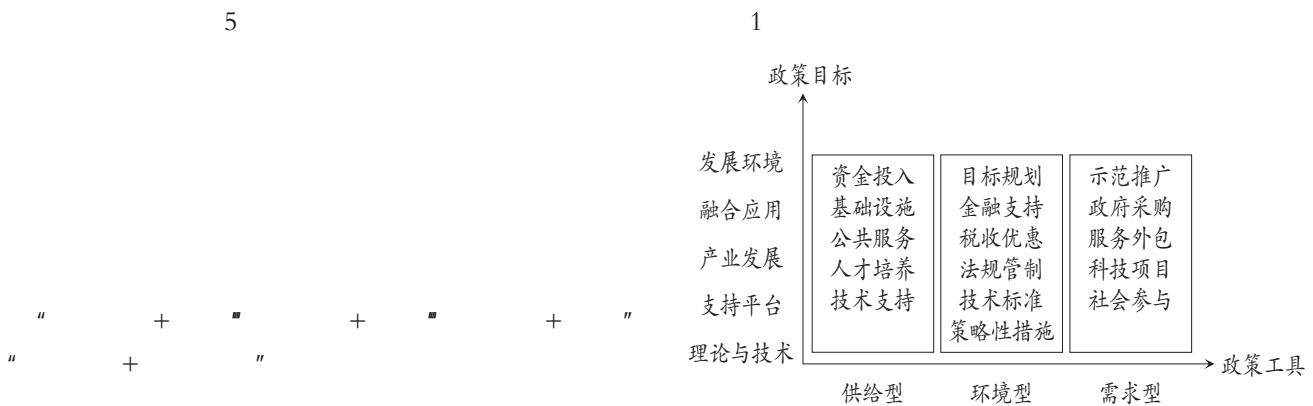 5
“ + ”“ + ”“ + ”
“ + ”
1
政策目标
发展环境
融合应用
产业发展
支持平台
理论与技术
资金投入
基础设施
公共服务
人才培养
技术支持
目标规划
金融支持
税收优惠
法规管制
技术标准
策略性措施
示范推广
政府采购
服务外包
科技项目
社会参与
政策工具
供给型
环境型
需求型